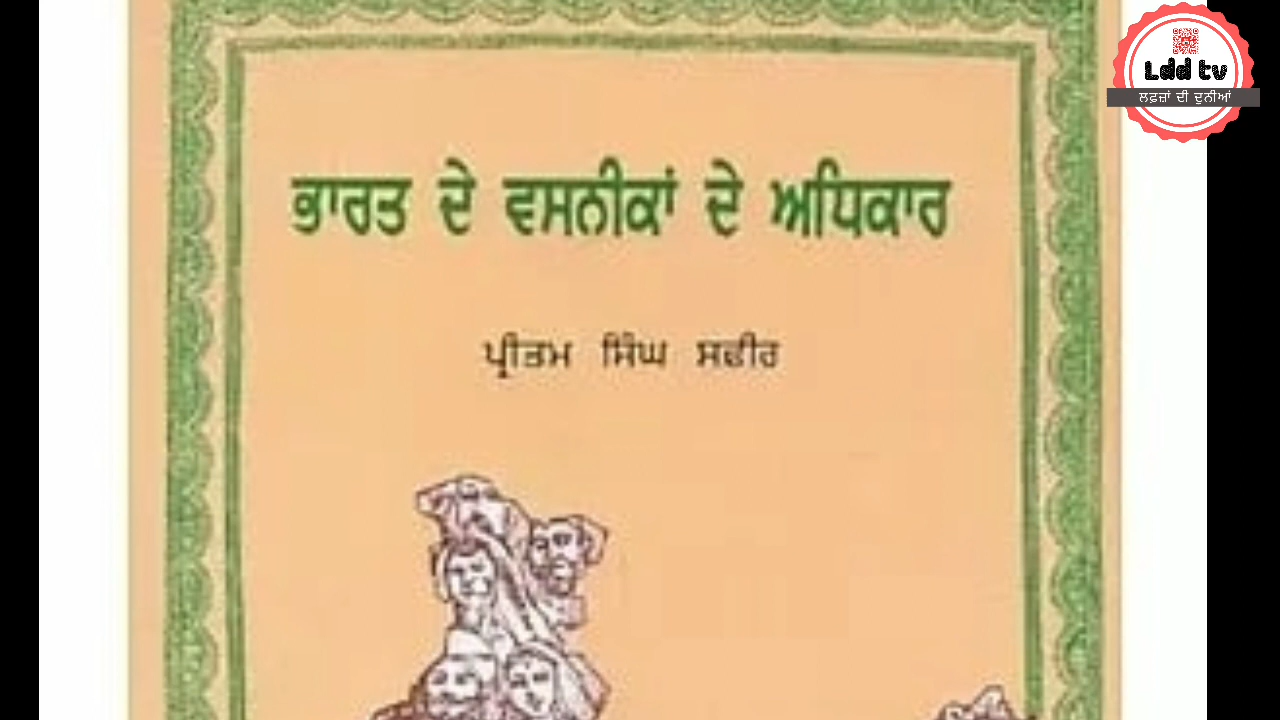 Ldd tv
ਲਫ਼ਜ਼ਾਂ ਦੀ ਦੁਨੀਆਂ
ਭਾਰਤ ਦੇ ਵਸਨੀਕਾਂ ਦੇ ਅਧਿਕਾਰ
ਪ੍ਰੀਤਮ ਸਿੰਘ ਸਫੀਰ